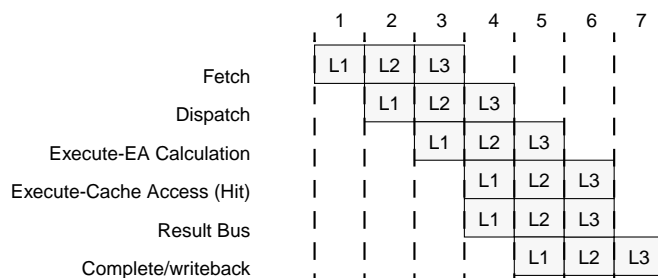 1 2 3 4 5 6 7
Fetch L1 L2 L3
Dispatch L1 L2 L3
Execute-EA Calculation L1 L2 L3
Execute-Cache Access (Hit) L1 L2 L3
Result Bus L1 L2 L3
Complete/writeback L1 L2 L3